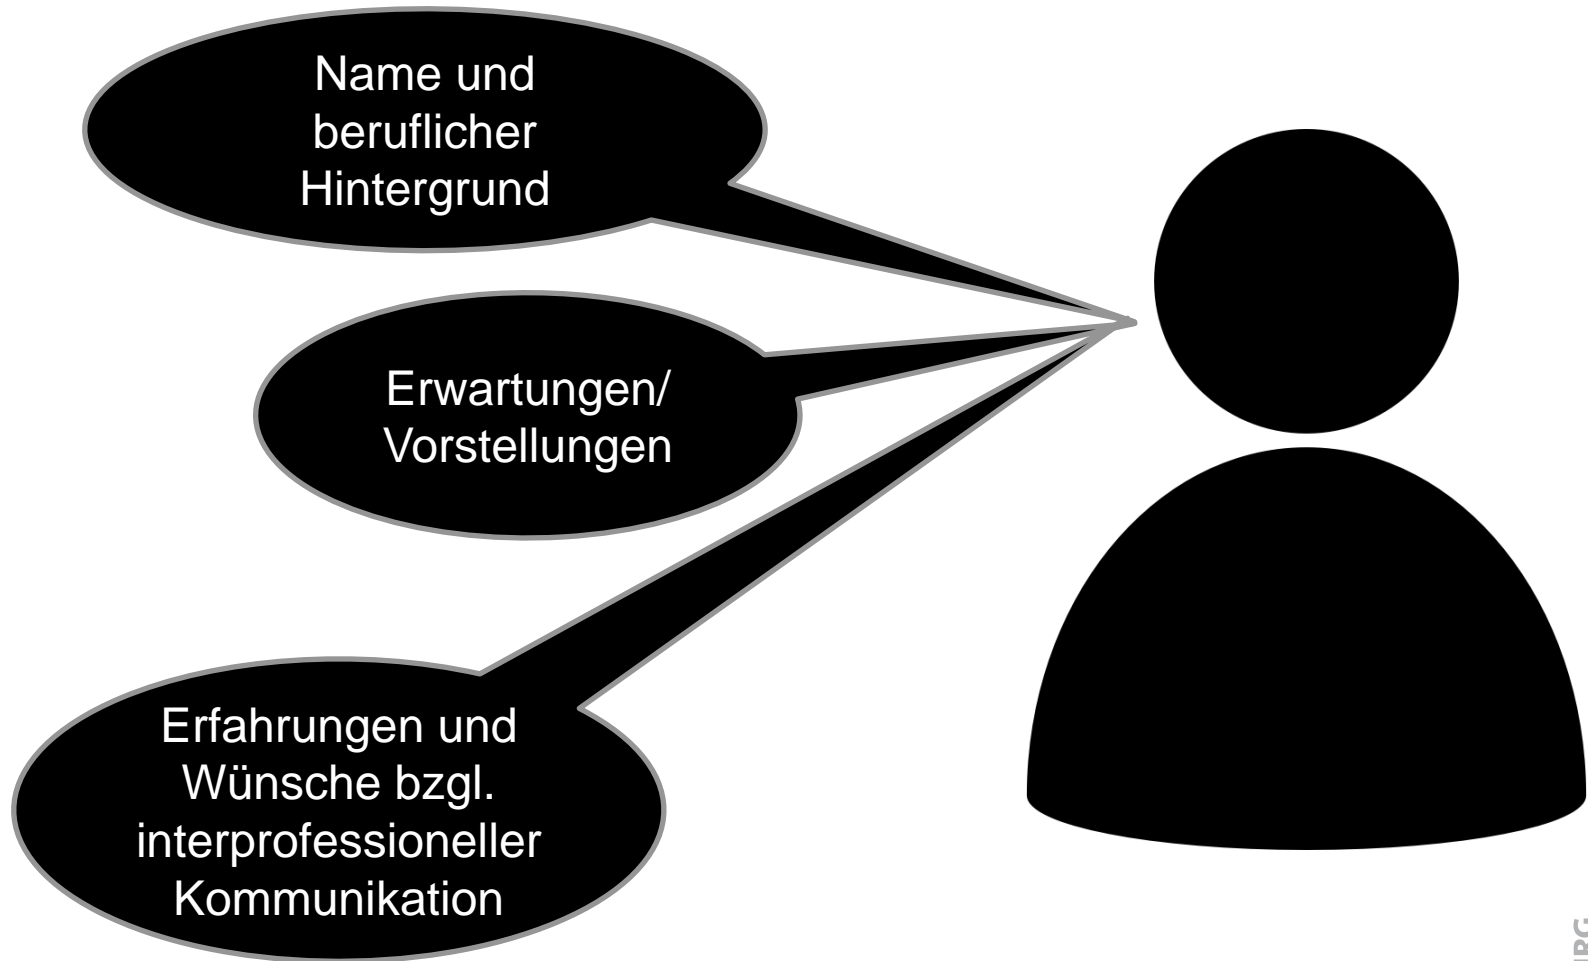 Name und
beruflicher
Hintergrund
Erwartungen/
Vorstellungen
Erfahrungen und
Wünsche bzgl.
interprofessioneller
Kommunikation